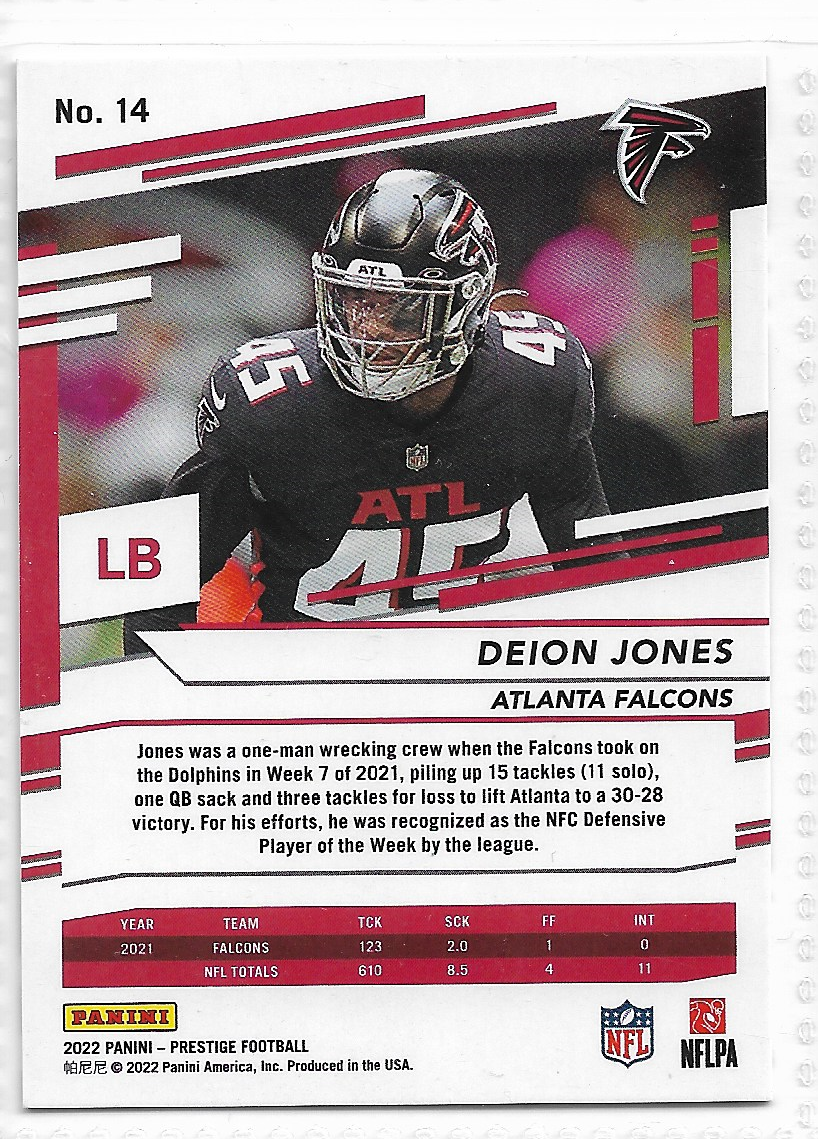 No. 14
ATL
45
45
ATL
45
LB
DEION JONES
ATLANTA FALCONS
Jones was a one-man wrecking crew when the Falcons took on
the Dolphins in Week 7 of 2021, piling up 15 tackles (11 solo),
one QB sack and three tackles for loss to lift Atlanta to a 30-28
victory. For his efforts, he was recognized as the NFC Defensive
Player of the Week by the league.
YEAR TEAM TCK SCK FF INT
2021 FALCONS 123 2.0 1 0
NFL TOTALS 610 8.5 4 11
PANINI
2022 PANINI – PRESTIGE FOOTBALL
帕尼尼 © 2022 Panini America, Inc. Produced in the USA.
NFL
NFLPA